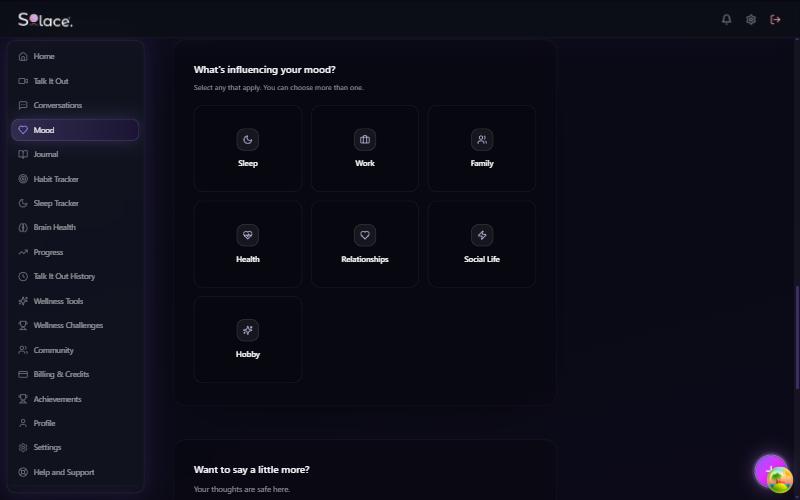 Solace.
Home
Talk It Out
Conversations
Mood
Journal
Habit Tracker
Sleep Tracker
Brain Health
Progress
Talk It Out History
Wellness Tools
Wellness Challenges
Community
Billing & Credits
Achievements
Profile
Settings
Help and Support
What's influencing your mood?
Select any that apply. You can choose more than one.
Sleep
Work
Family
Health
Relationships
Social Life
Hobby
Want to say a little more?
Your thoughts are safe here.